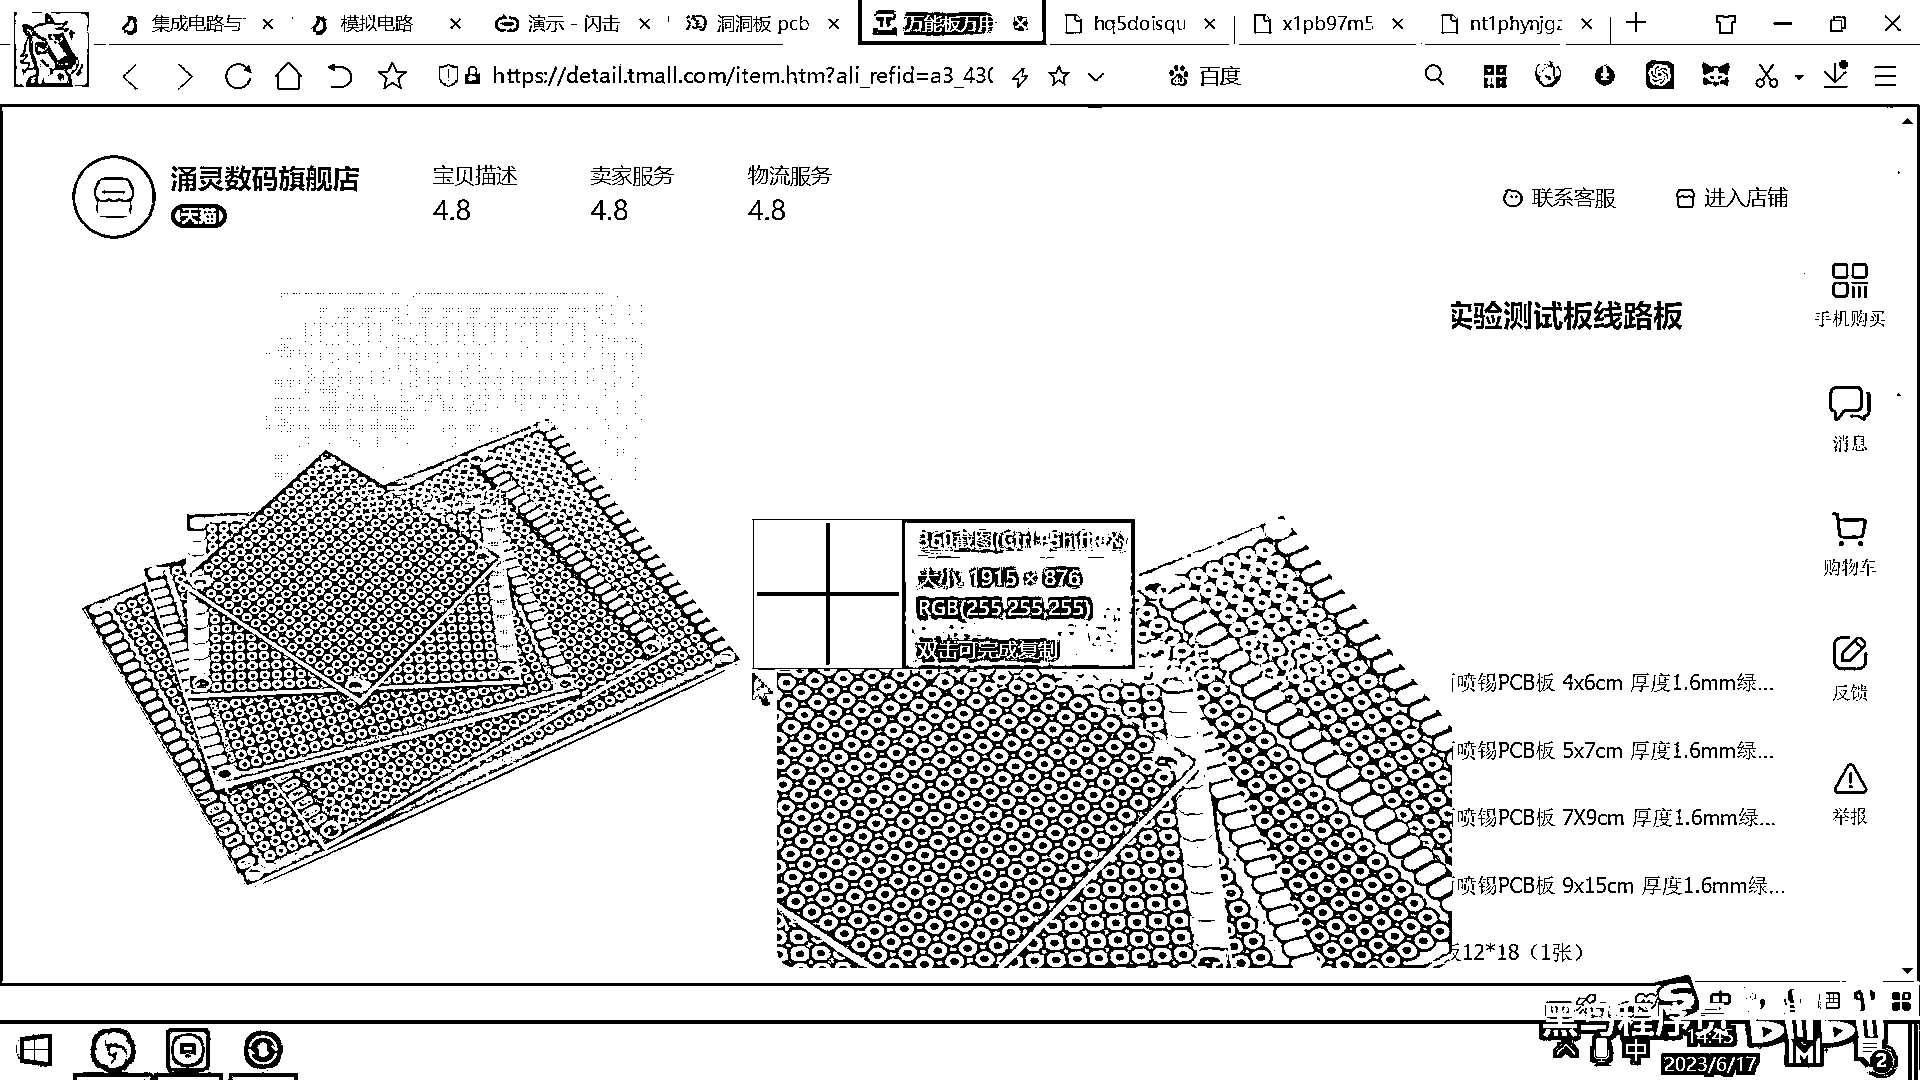 集成电路与
模拟电路
演示 - 闪击
洞洞板 pcb
万能板万用
hq5doisqu
x1pb97m5
nt1phynjgz
https://detail.tmall.com/item.htm?ali_refid=a3_430
百度
涌灵数码旗舰店
天猫
宝贝描述
4.8
卖家服务
4.8
物流服务
4.8
联系客服
进入店铺
实验测试板线路板
手机购买
消息
购物车
反馈
举报
360截图(Ctrl+Shift+X)
大小 1915 × 876
RGB(255,255,255)
双击可完成复制
喷锡PCB板 4x6cm 厚度1.6mm绿...
喷锡PCB板 5x7cm 厚度1.6mm绿...
喷锡PCB板 7X9cm 厚度1.6mm绿...
喷锡PCB板 9x15cm 厚度1.6mm绿...
12*18（1张）
中
黑马程序员
bilibili
中
14:45
2023/6/17
2